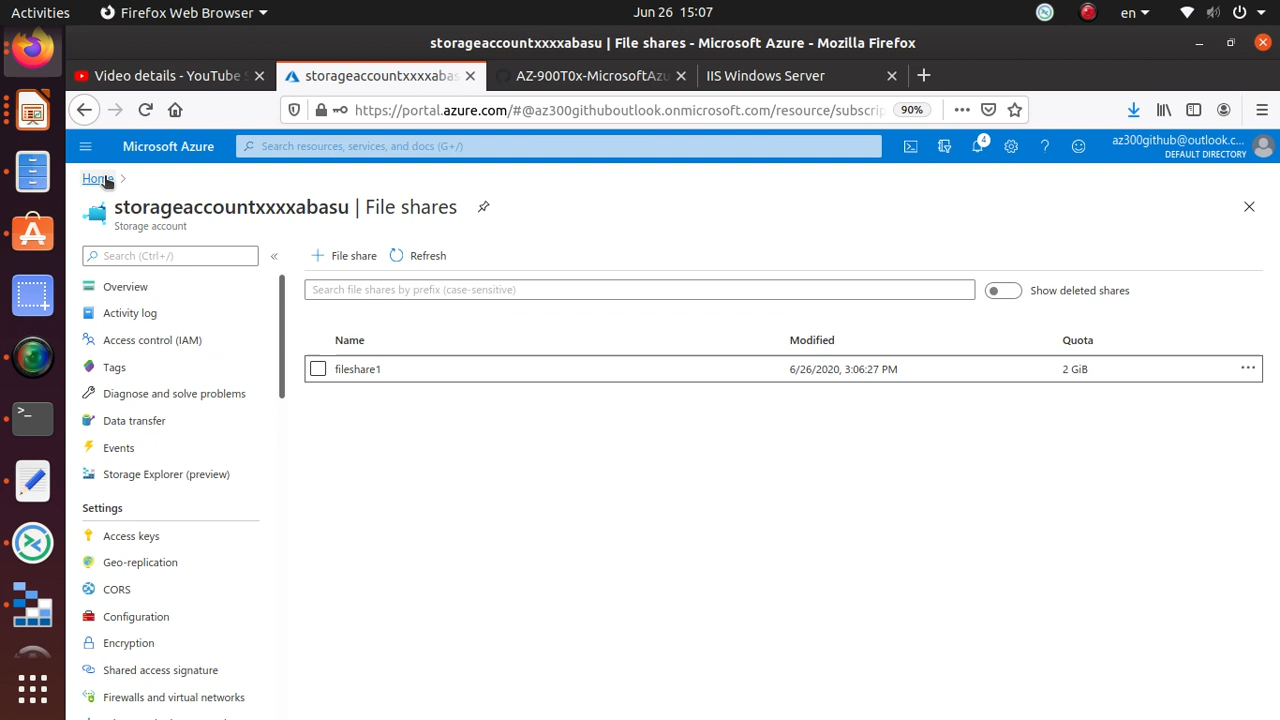 Activities
Firefox Web Browser
Jun 26 15:07
en
storageaccountxxxxabasu | File shares - Microsoft Azure - Mozilla Firefox
Video details - YouTube S
storageaccountxxxxabas
AZ-900T0x-MicrosoftAzu
IIS Windows Server
https://portal.azure.com/#@az300githuboutlook.onmicrosoft.com/resource/subscrip
90%
Microsoft Azure
Search resources, services, and docs (G+/)
4
az300github@outlook.c...
DEFAULT DIRECTORY
Home
storageaccountxxxxabasu | File shares
Storage account
Search (Ctrl+/)
File share
Refresh
Search file shares by prefix (case-sensitive)
Show deleted shares
Name
Modified
Quota
fileshare1
6/26/2020, 3:06:27 PM
2 GiB
Overview
Activity log
Access control (IAM)
Tags
Diagnose and solve problems
Data transfer
Events
Storage Explorer (preview)
Settings
Access keys
Geo-replication
CORS
Configuration
Encryption
Shared access signature
Firewalls and virtual networks